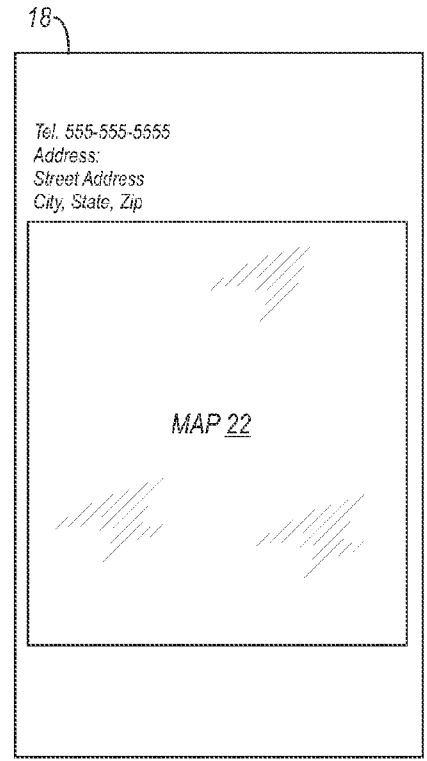 18
Tel. 555-555-5555
Address:
Street Address
City, State, Zip
MAP 22